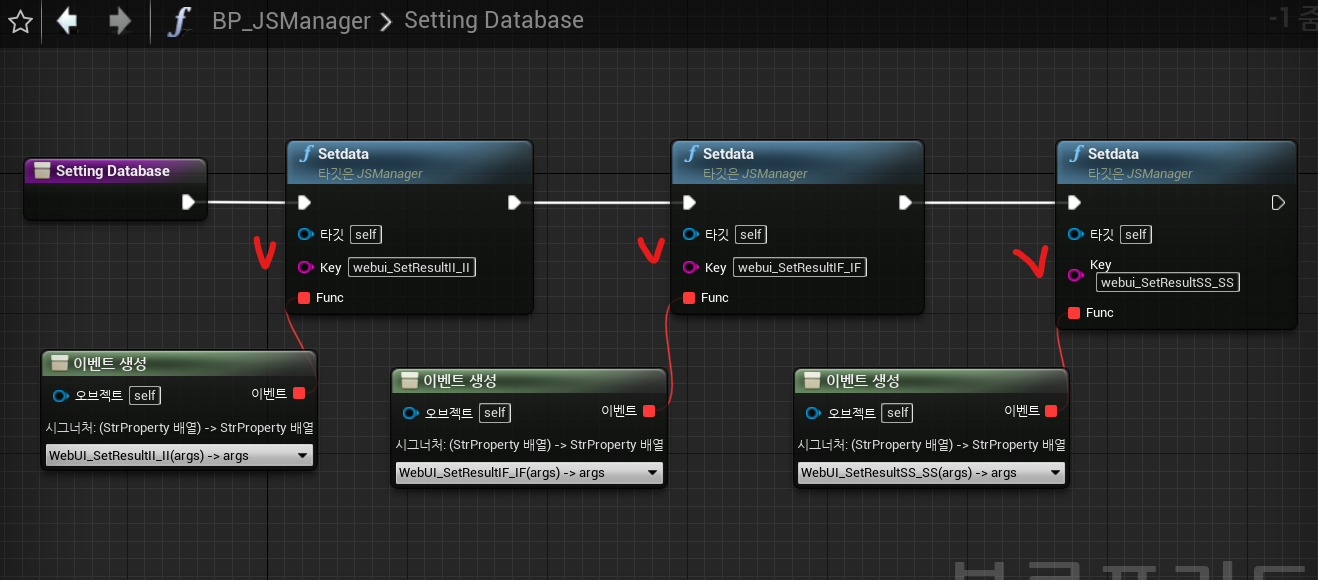 BP_JSManager > Setting Database
-1 줌
Setting Database
Setdata
타깃은 JSManager
타깃 self
Key webui_SetResultII_II
Func
Setdata
타깃은 JSManager
타깃 self
Key webui_SetResultIF_IF
Func
Setdata
타깃은 JSManager
타깃 self
Key
webui_SetResultSS_SS
Func
이벤트 생성
오브젝트 self 이벤트
시그너처: (StrProperty 배열) -> StrProperty 배열
WebUI_SetResultII_II(args) -> args
이벤트 생성
오브젝트 self 이벤트
시그너처: (StrProperty 배열) -> StrProperty 배열
WebUI_SetResultIF_IF(args) -> args
이벤트 생성
오브젝트 self 이벤트
시그너처: (StrProperty 배열) -> StrProperty 배열
WebUI_SetResultSS_SS(args) -> args